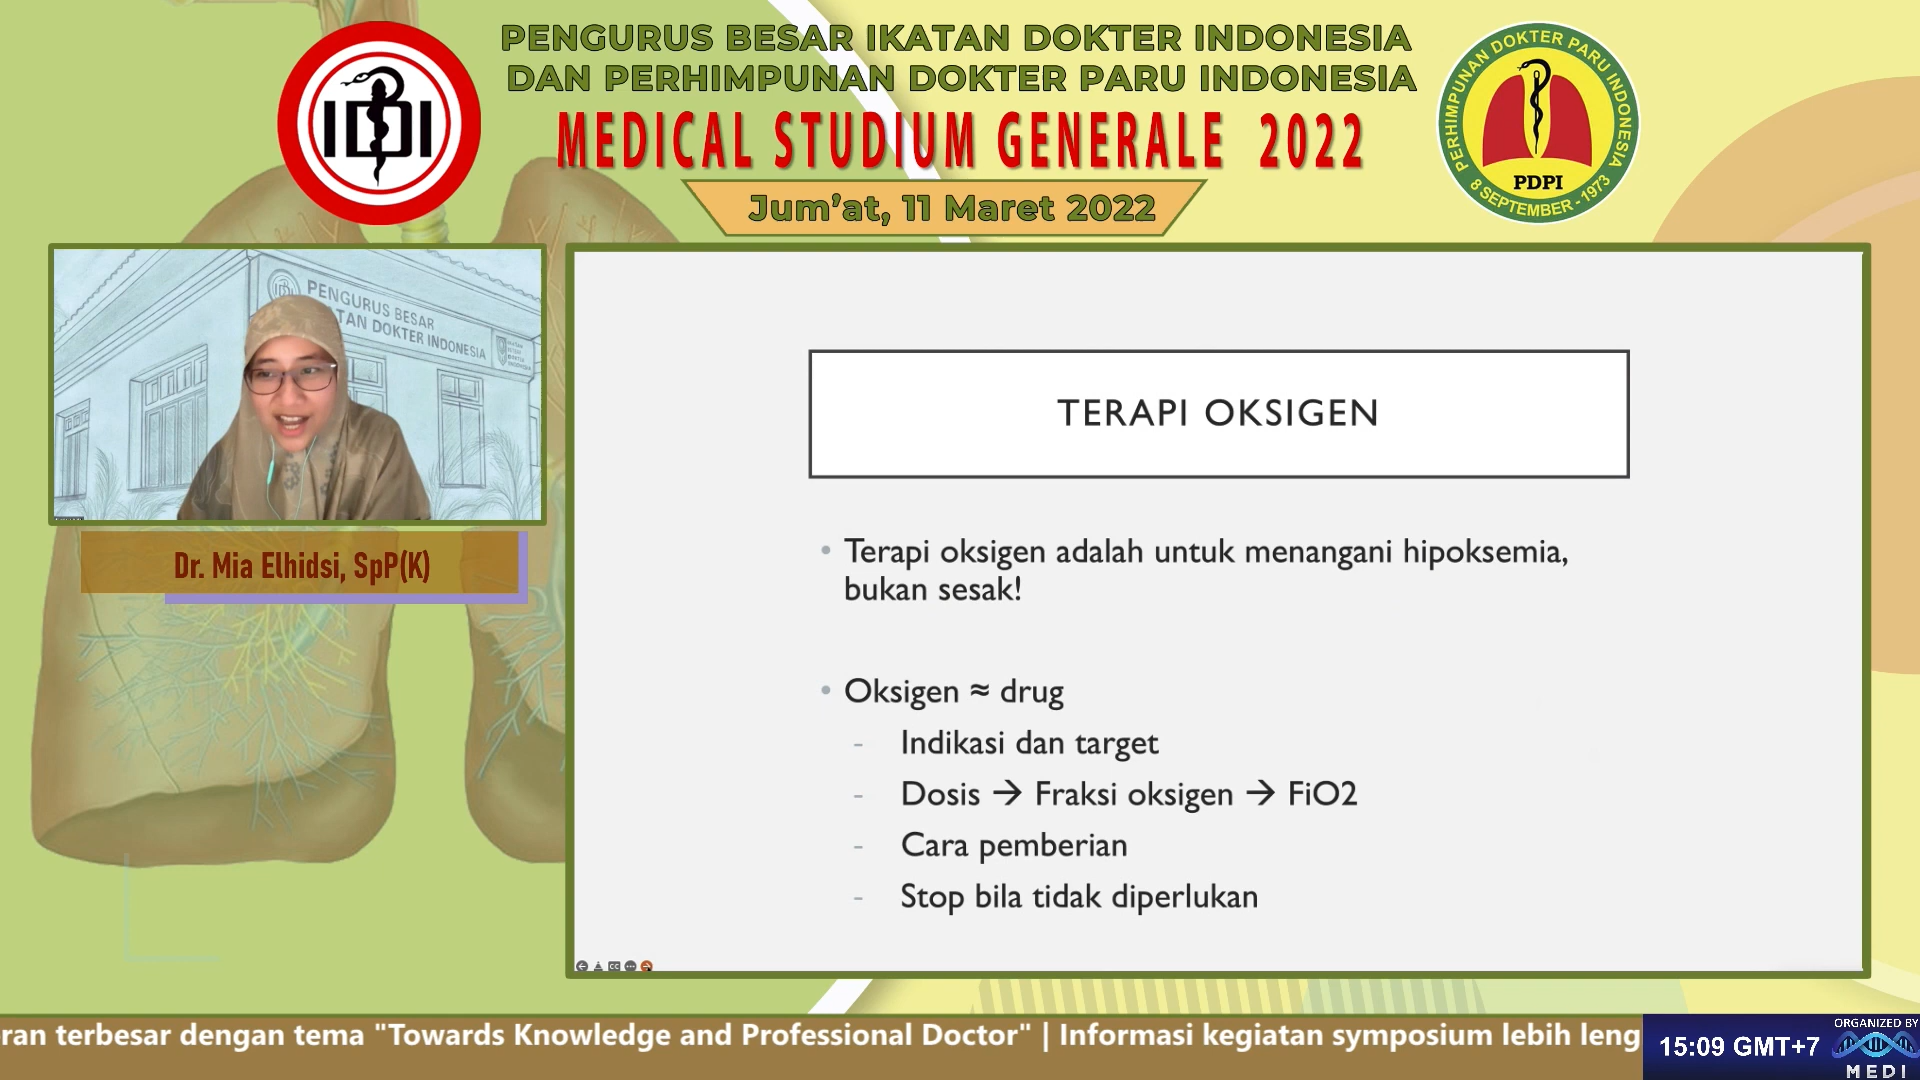 PENGURUS BESAR IKATAN DOKTER INDONESIA
DAN PERHIMPUNAN DOKTER PARU INDONESIA
MEDICAL STUDIUM GENERALE 2022
Jum’at, 11 Maret 2022
IDI
PERHIMPUNAN DOKTER PARU INDONESIA
PDPI
8 SEPTEMBER - 1973
PENGURUS BESAR
TAN DOKTER INDONESIA
Dr. Mia Elhidsi, SpP(K)
TERAPI OKSIGEN
• Terapi oksigen adalah untuk menangani hipoksemia,
bukan sesak!
• Oksigen ≈ drug
- Indikasi dan target
- Dosis → Fraksi oksigen → FiO2
- Cara pemberian
- Stop bila tidak diperlukan
ran terbesar dengan tema "Towards Knowledge and Professional Doctor" | Informasi kegiatan symposium lebih leng
15:09 GMT+7
ORGANIZED BY
MEDI